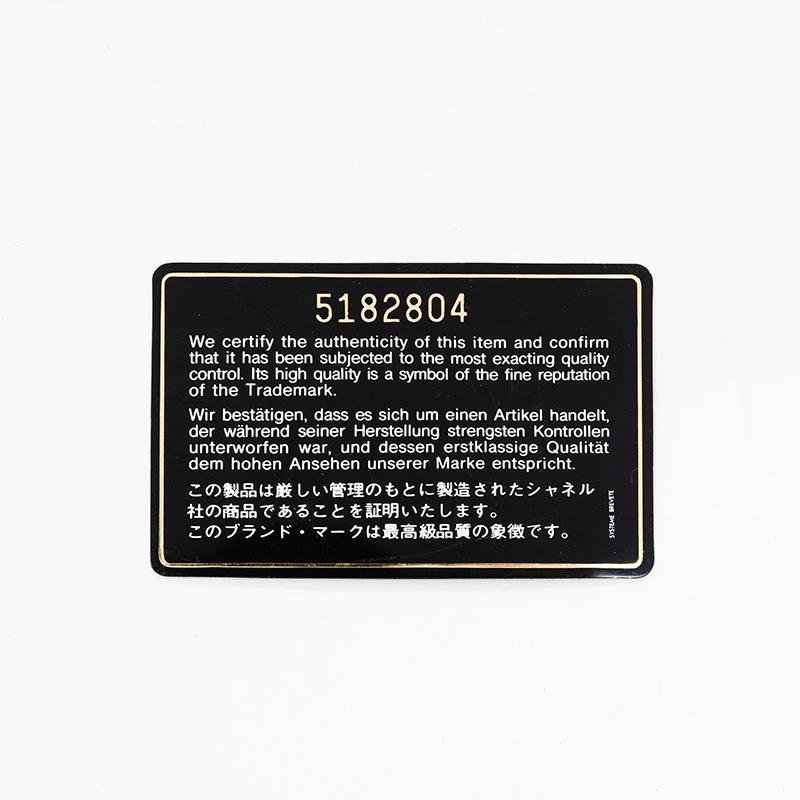 5182804
We certify the authenticity of this item and confirm
that it has been subjected to the most exacting quality
control. Its high quality is a symbol of the fine reputation
of the Trademark.
Wir bestätigen, dass es sich um einen Artikel handelt,
der während seiner Herstellung strengsten Kontrollen
unterworfen war, und dessen erstklassige Qualität
dem hohen Ansehen unserer Marke entspricht.
この製品は厳しい管理のもとに製造されたシャネル
社の商品であることを証明いたします。
このブランド・マークは最高級品質の象徴です。
SYSTEME BREVETE